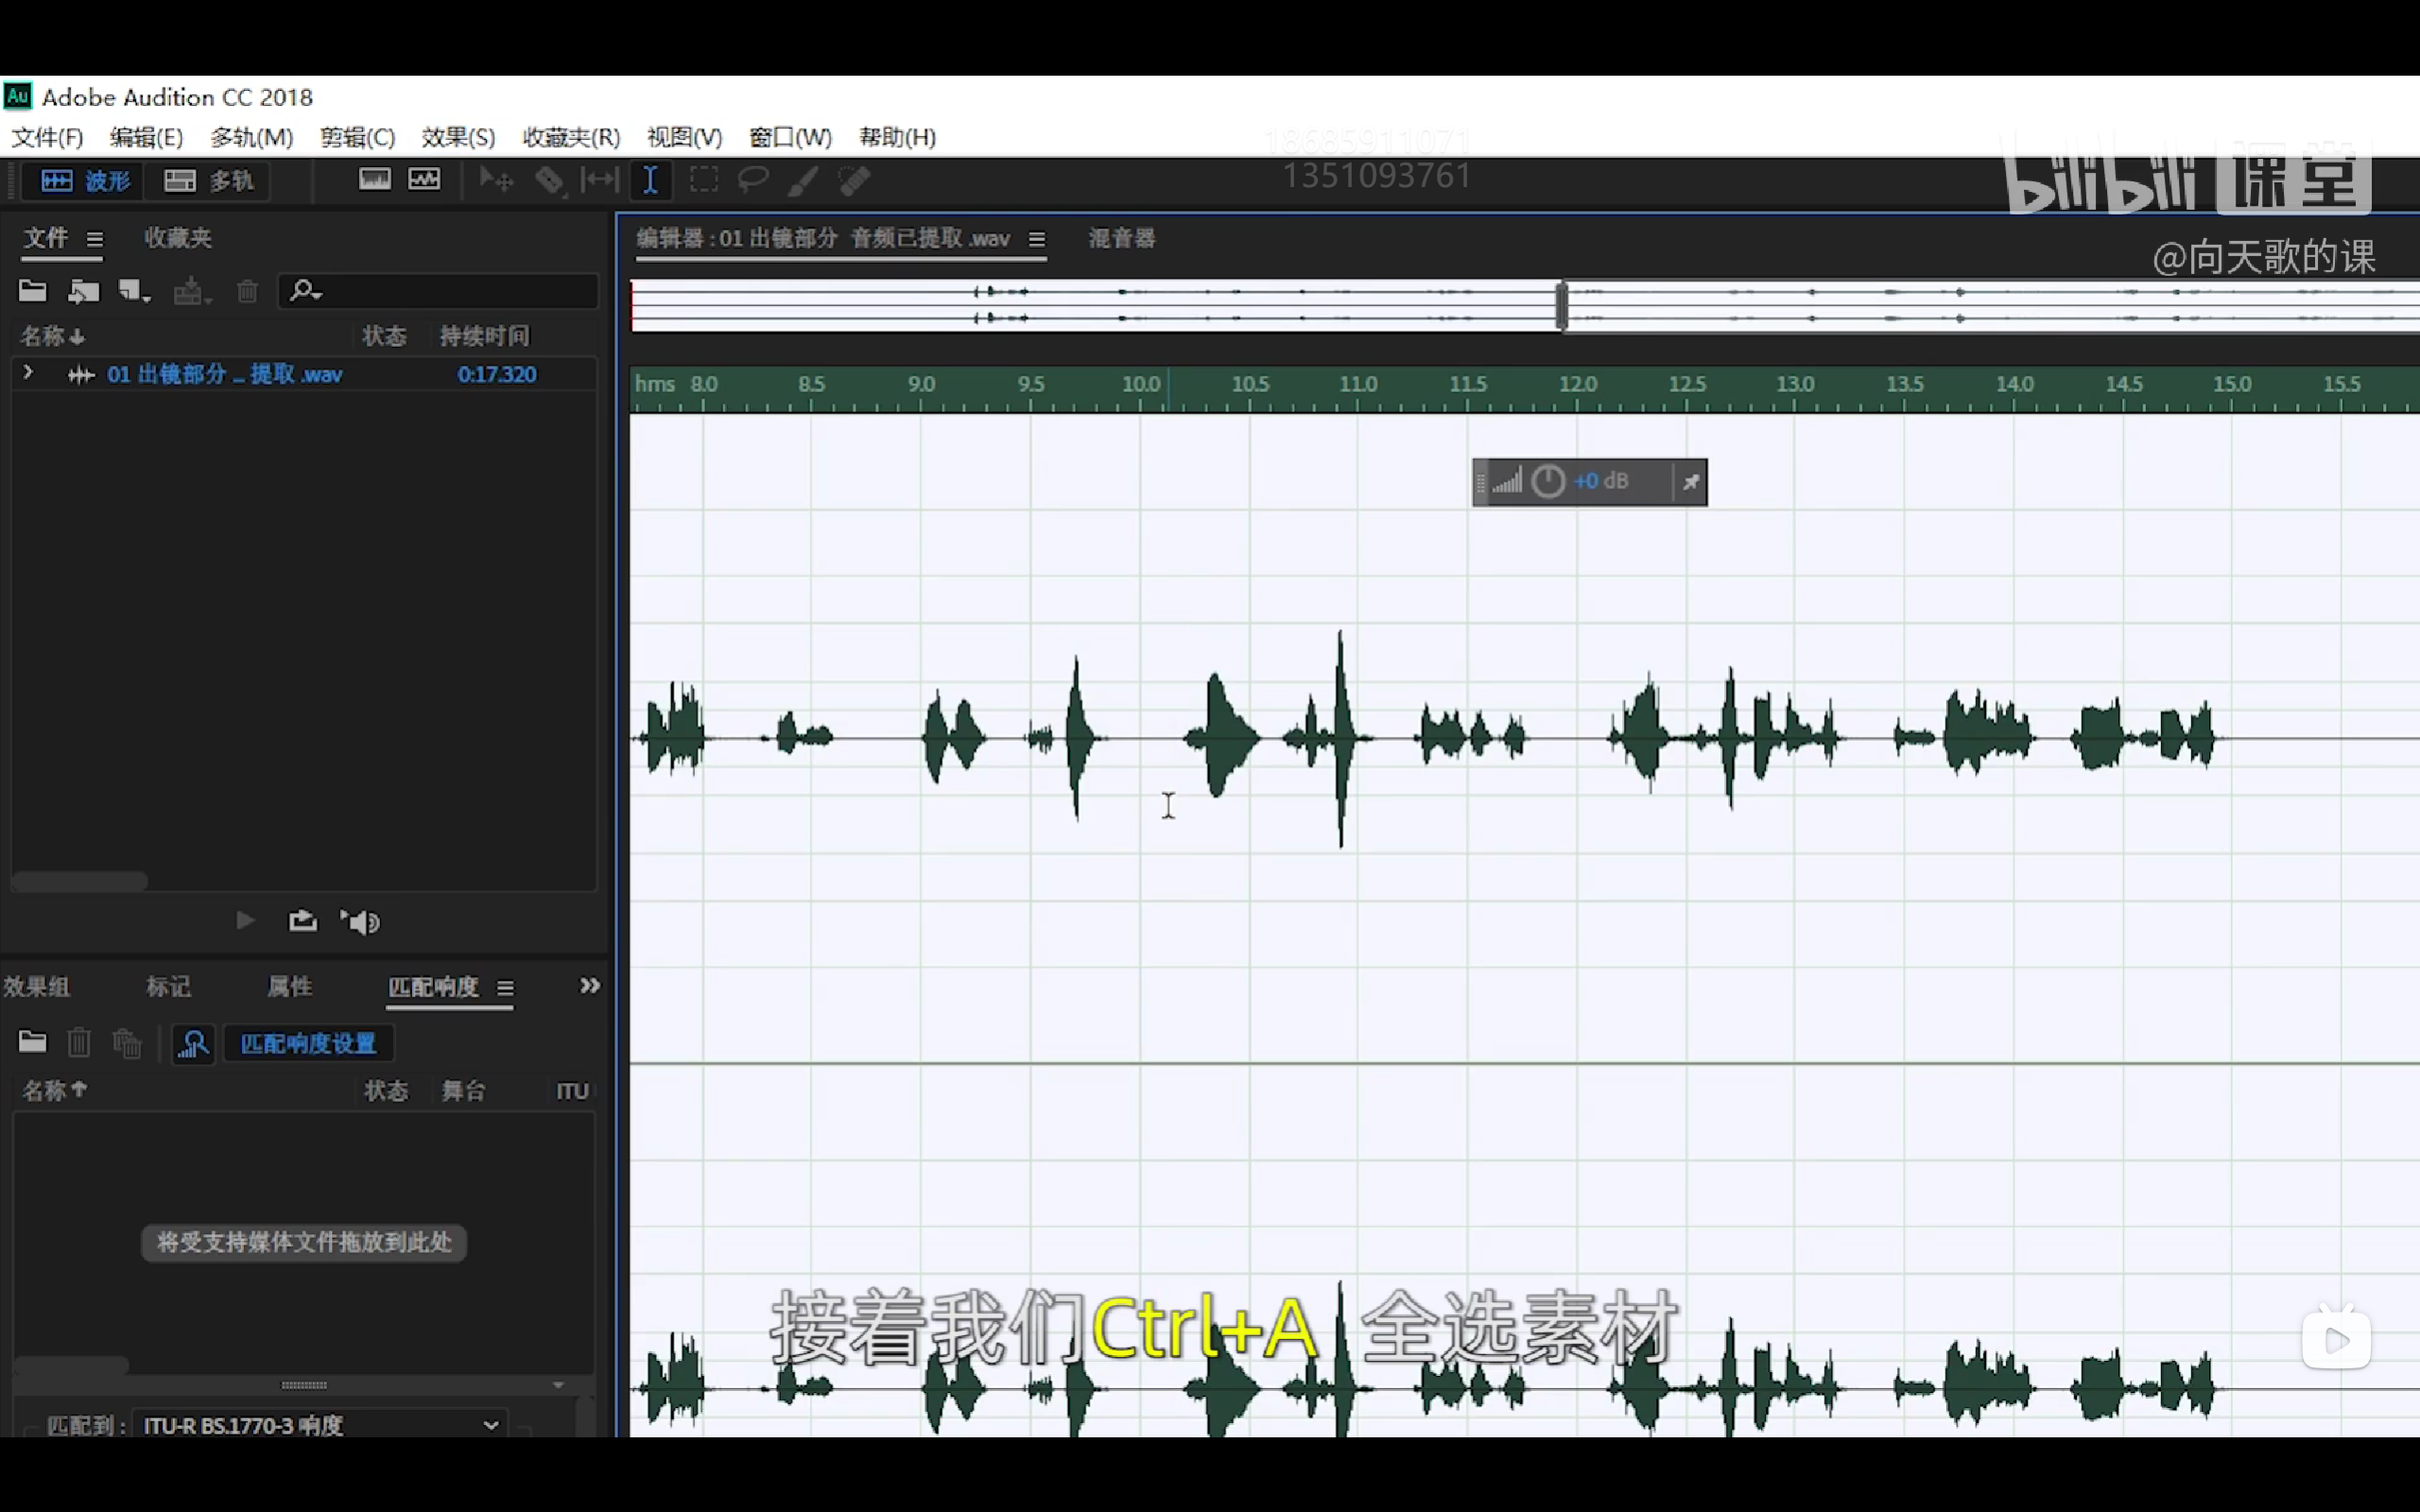 Au Adobe Audition CC 2018
文件(F) 编辑(E) 多轨(M) 剪辑(C) 效果(S) 收藏夹(R) 视图(V) 窗口(W) 帮助(H)
18685911071
1351093761
波形 多轨
bilibili 课堂
@向天歌的课
文件 收藏夹
编辑器 : 01 出镜部分 音频已提取 .wav 混音器
名称 状态 持续时间
01 出镜部分 ... 提取 .wav 0:17.320
hms 8.0 8.5 9.0 9.5 10.0 10.5 11.0 11.5 12.0 12.5 13.0 13.5 14.0 14.5 15.0 15.5
+0 dB
效果组 标记 属性 匹配响度
匹配响度设置
名称 状态 舞台 ITU
将受支持媒体文件拖放到此处
接着我们Ctrl+A 全选素材
匹配到 : ITU-R BS.1770-3 响度